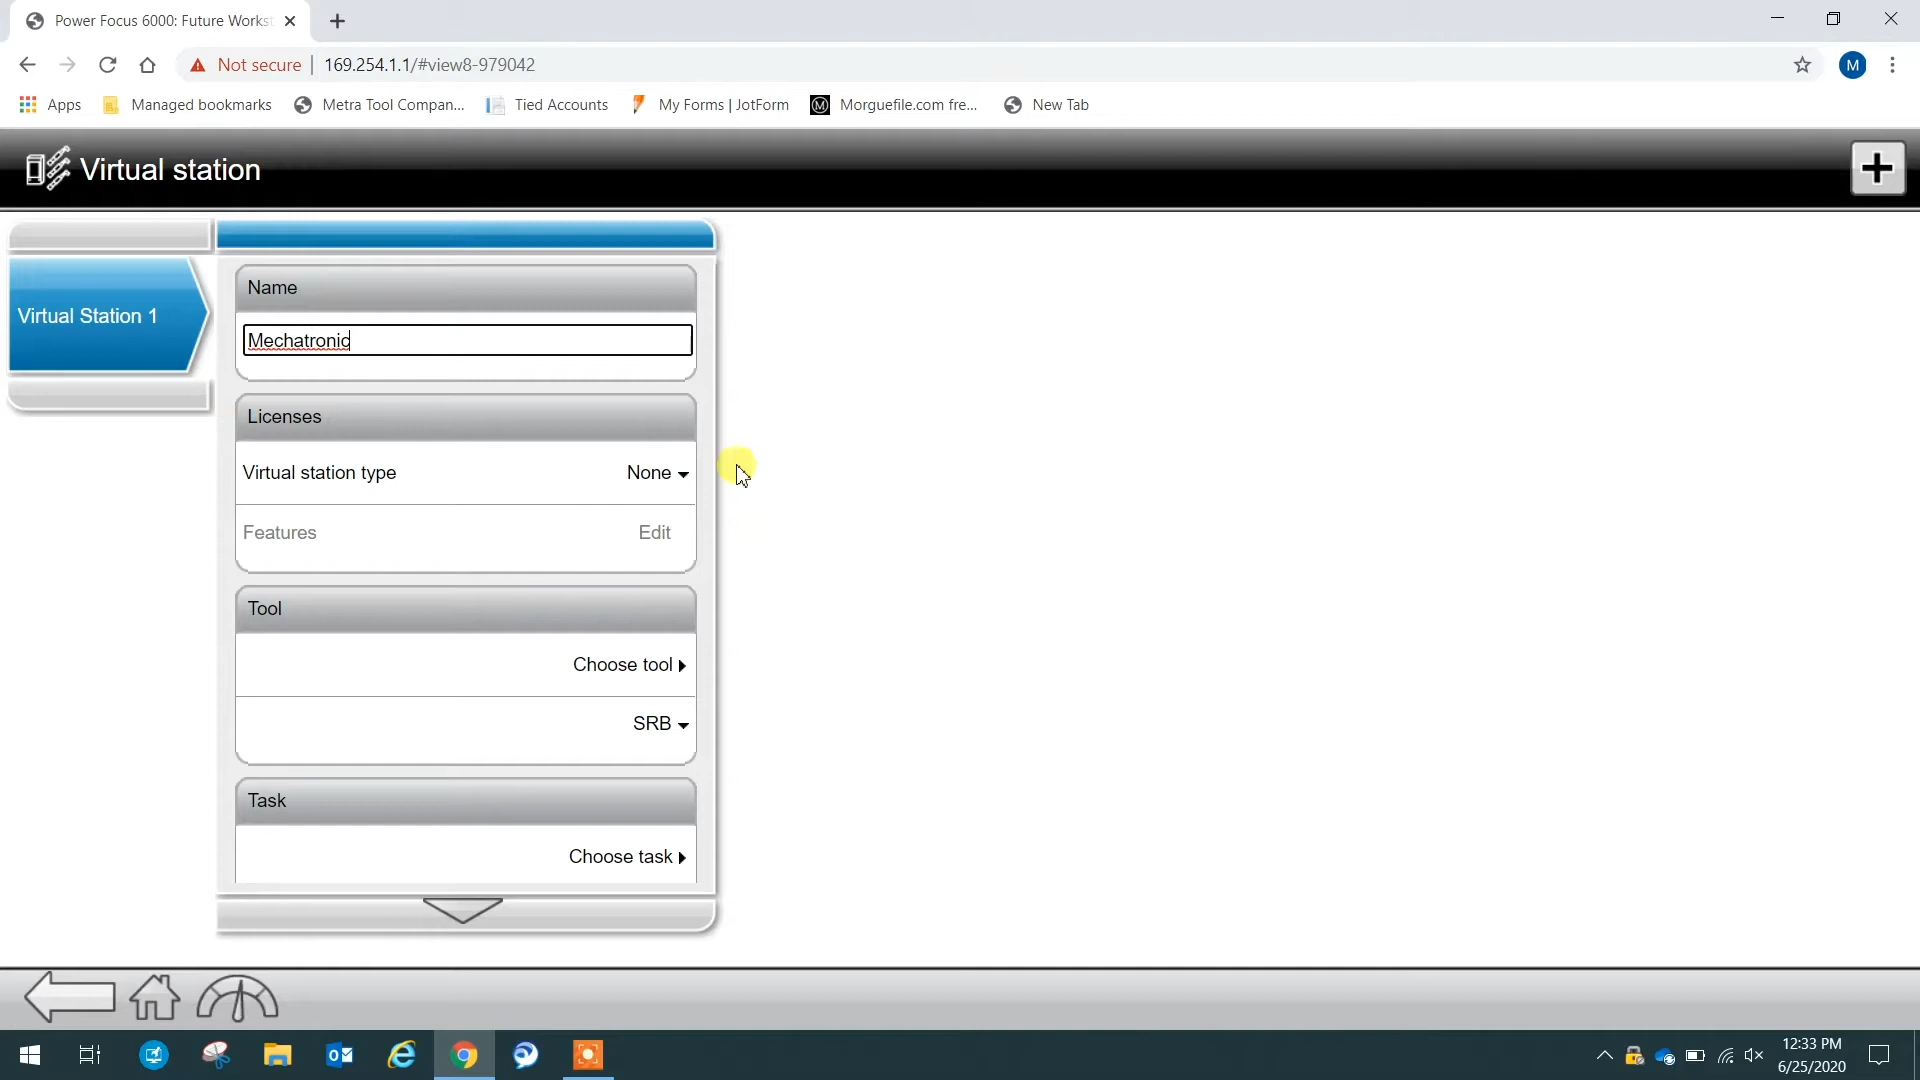 Power Focus 6000: Future Works
Not secure | 169.254.1.1/#view8-979042
M
Apps Managed bookmarks Metra Tool Compan... Tied Accounts My Forms | JotForm Morguefile.com fre... New Tab
Virtual station
Virtual Station 1
Name
Mechatronic
Licenses
Virtual station type None
Features Edit
Tool
Choose tool
SRB
Task
Choose task
12:33 PM
6/25/2020